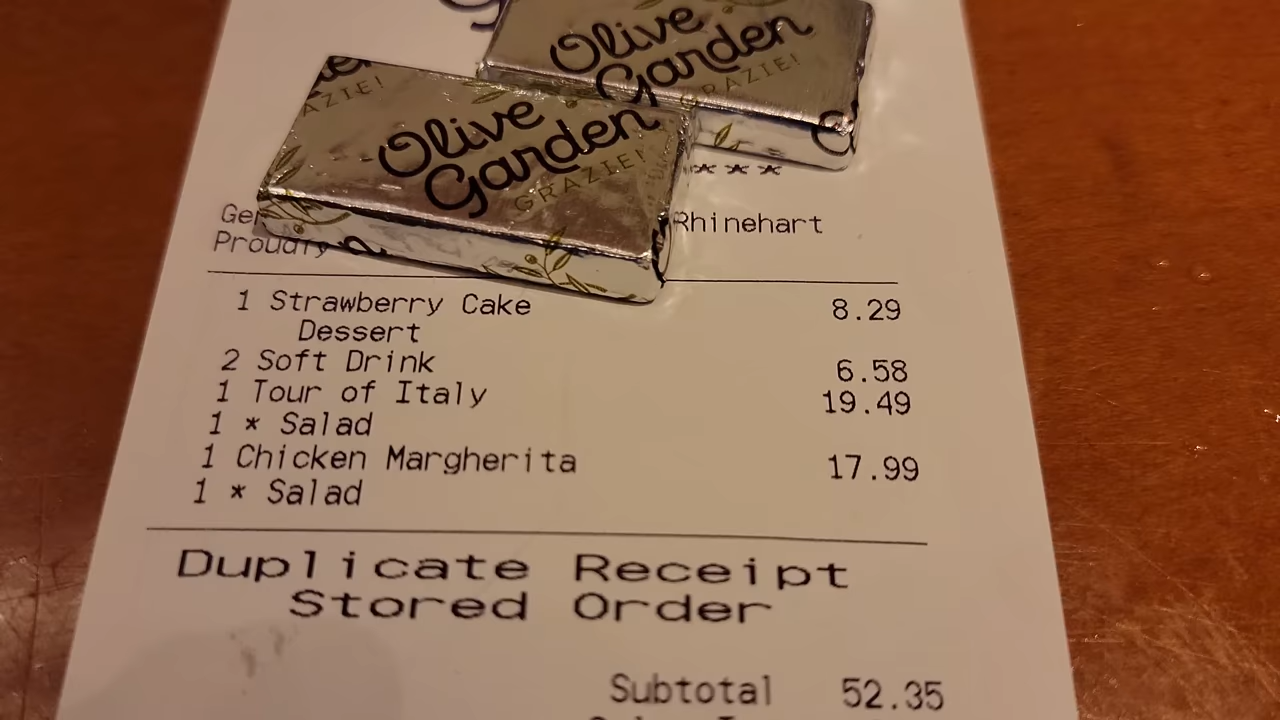 Olive
Garden
GRAZIE!
AZIE!
Olive
Garden
GRAZIE!
***
Rhinehart
1 Strawberry Cake 8.29
Dessert
2 Soft Drink 6.58
1 Tour of Italy 19.49
1 * Salad
1 Chicken Margherita 17.99
1 * Salad
Duplicate Receipt
Stored Order
Subtotal 52.35